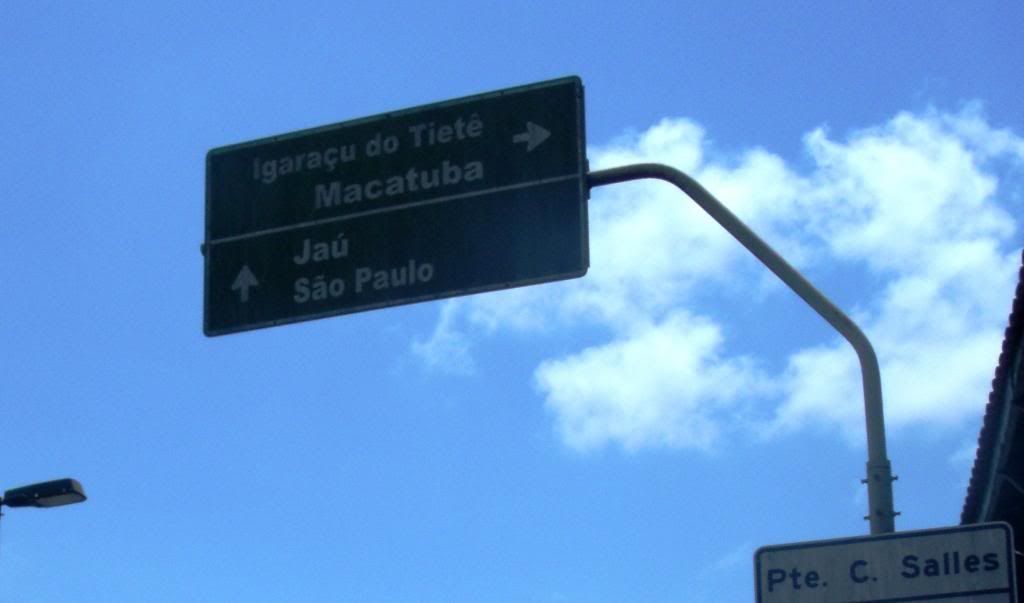 Igaraçu do Tietê
Macatuba
Jaú
São Paulo
Pte. C. Salles